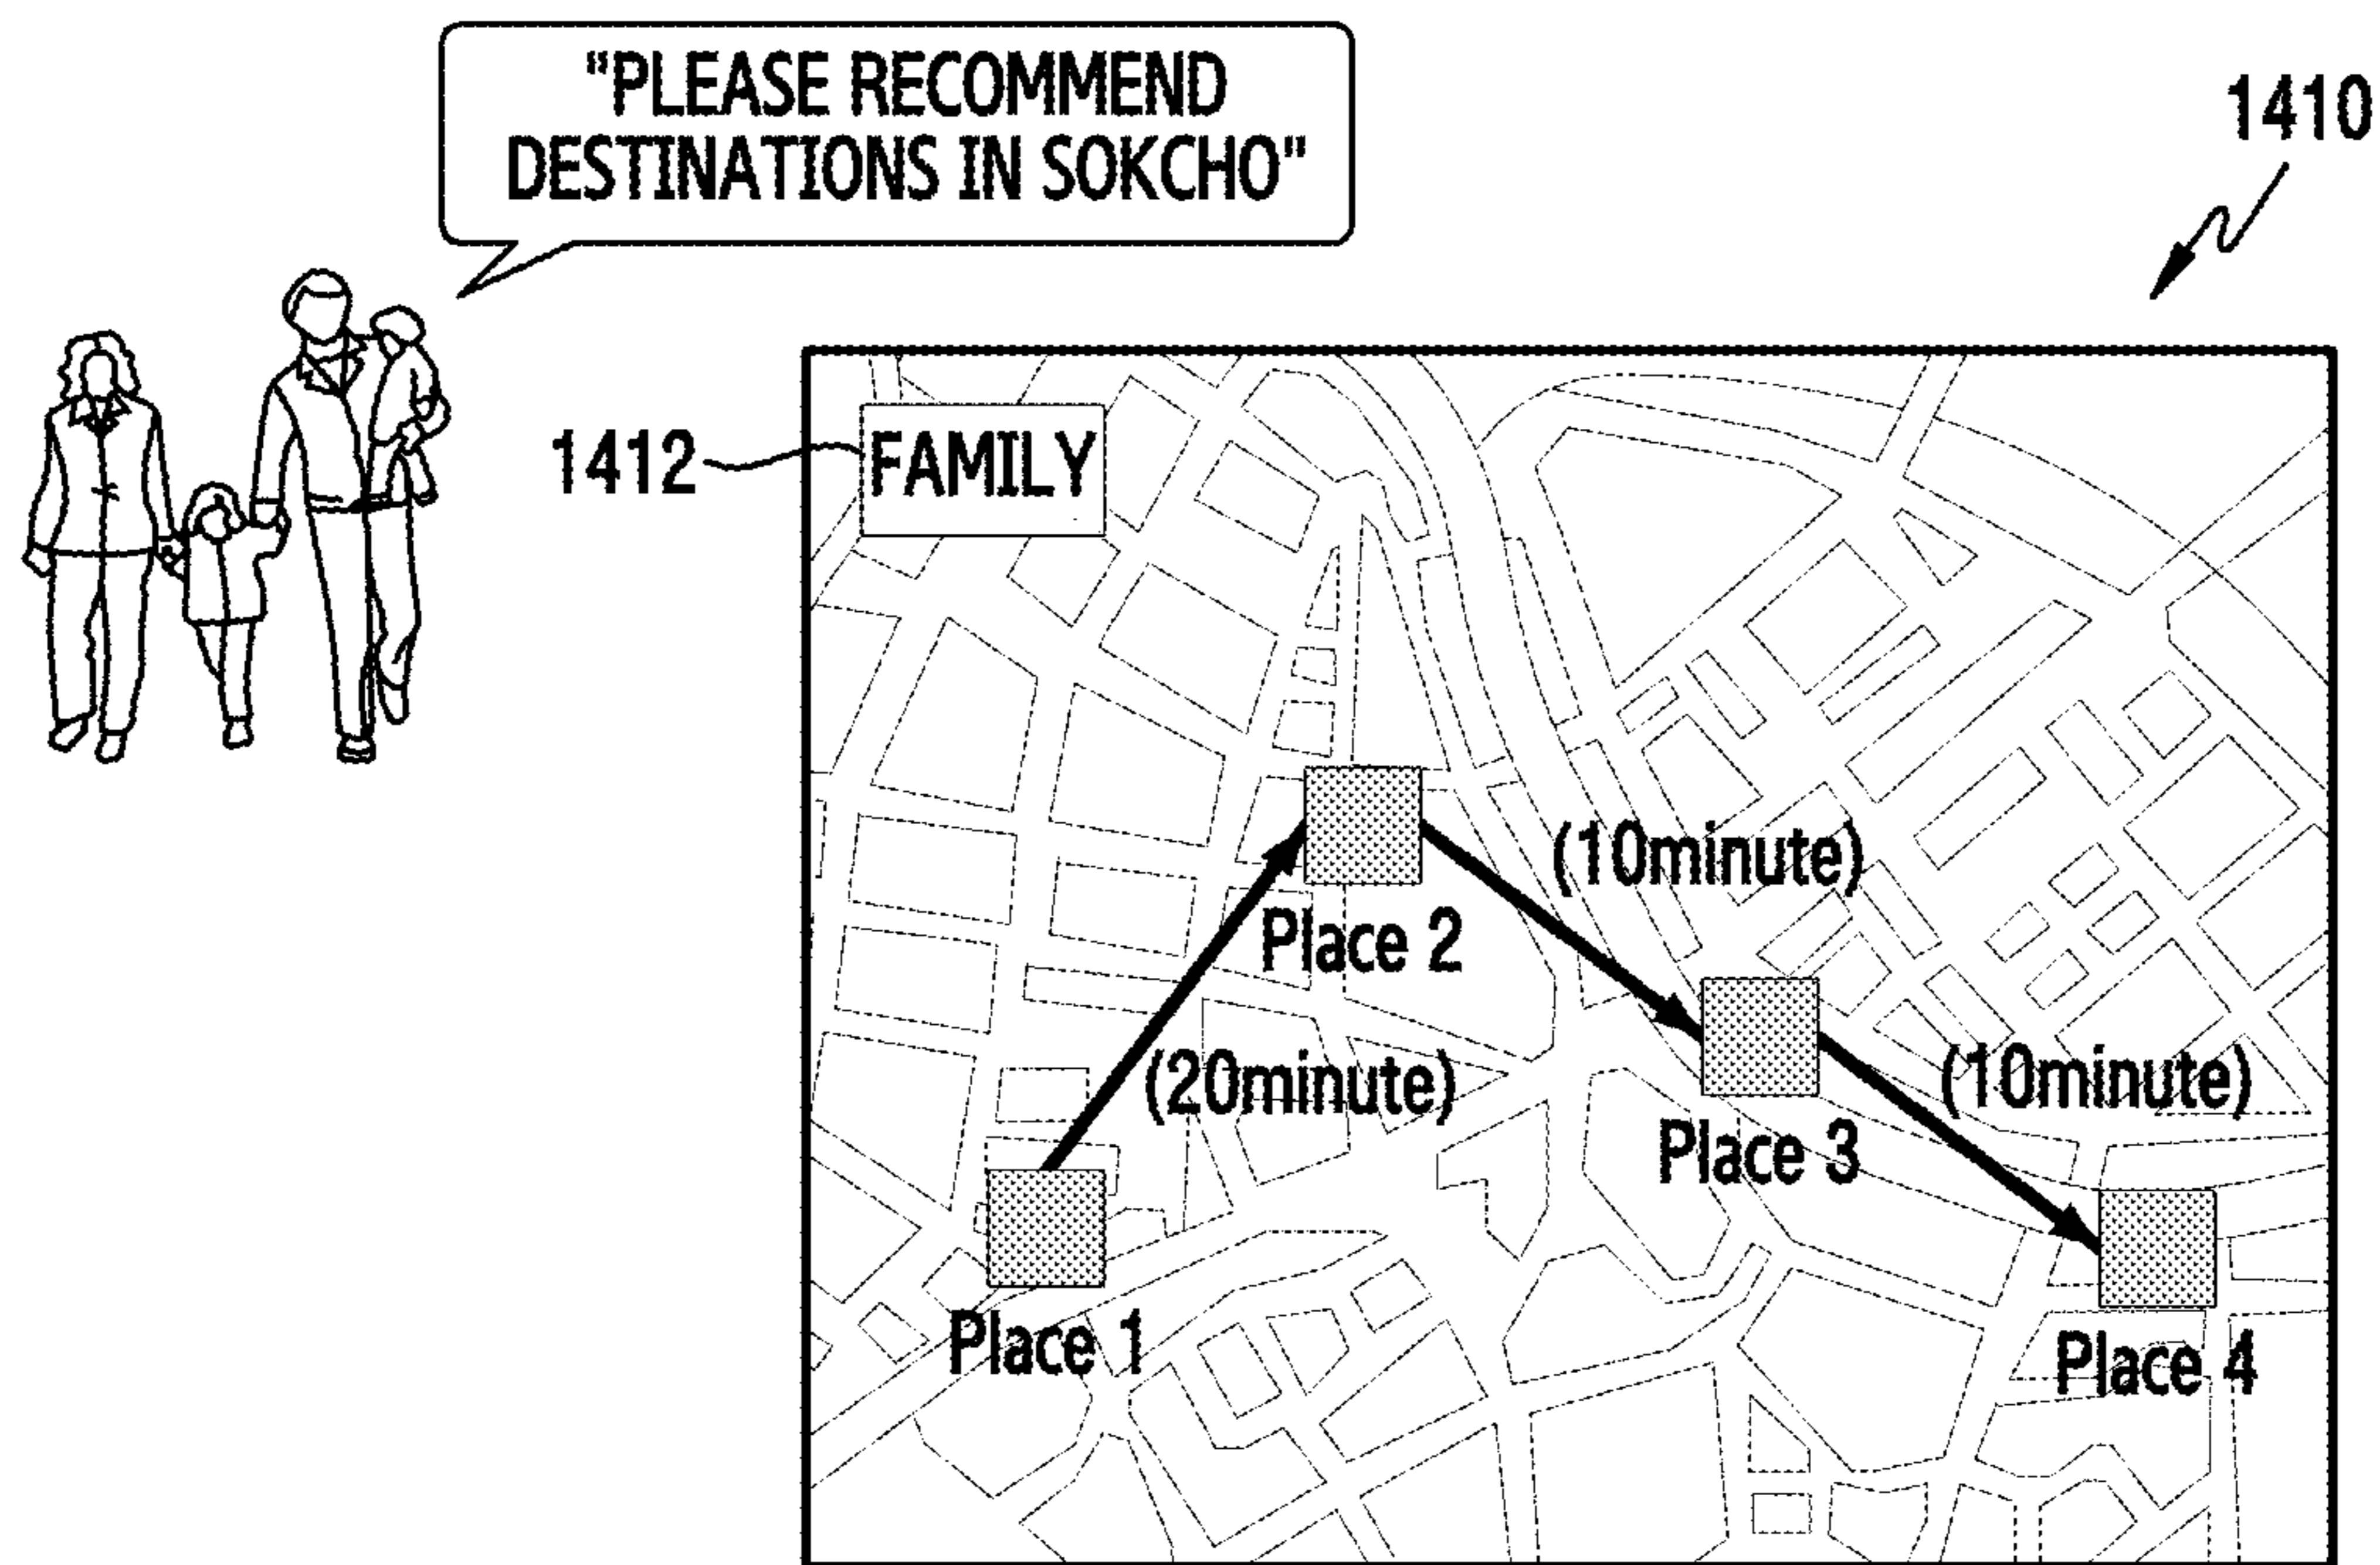 "PLEASE RECOMMEND
DESTINATIONS IN SOKCHO"
1410
1412
FAMILY
(10minute)
Place 2
(20minute)
(10minute)
Place 3
Place 1
Place 4